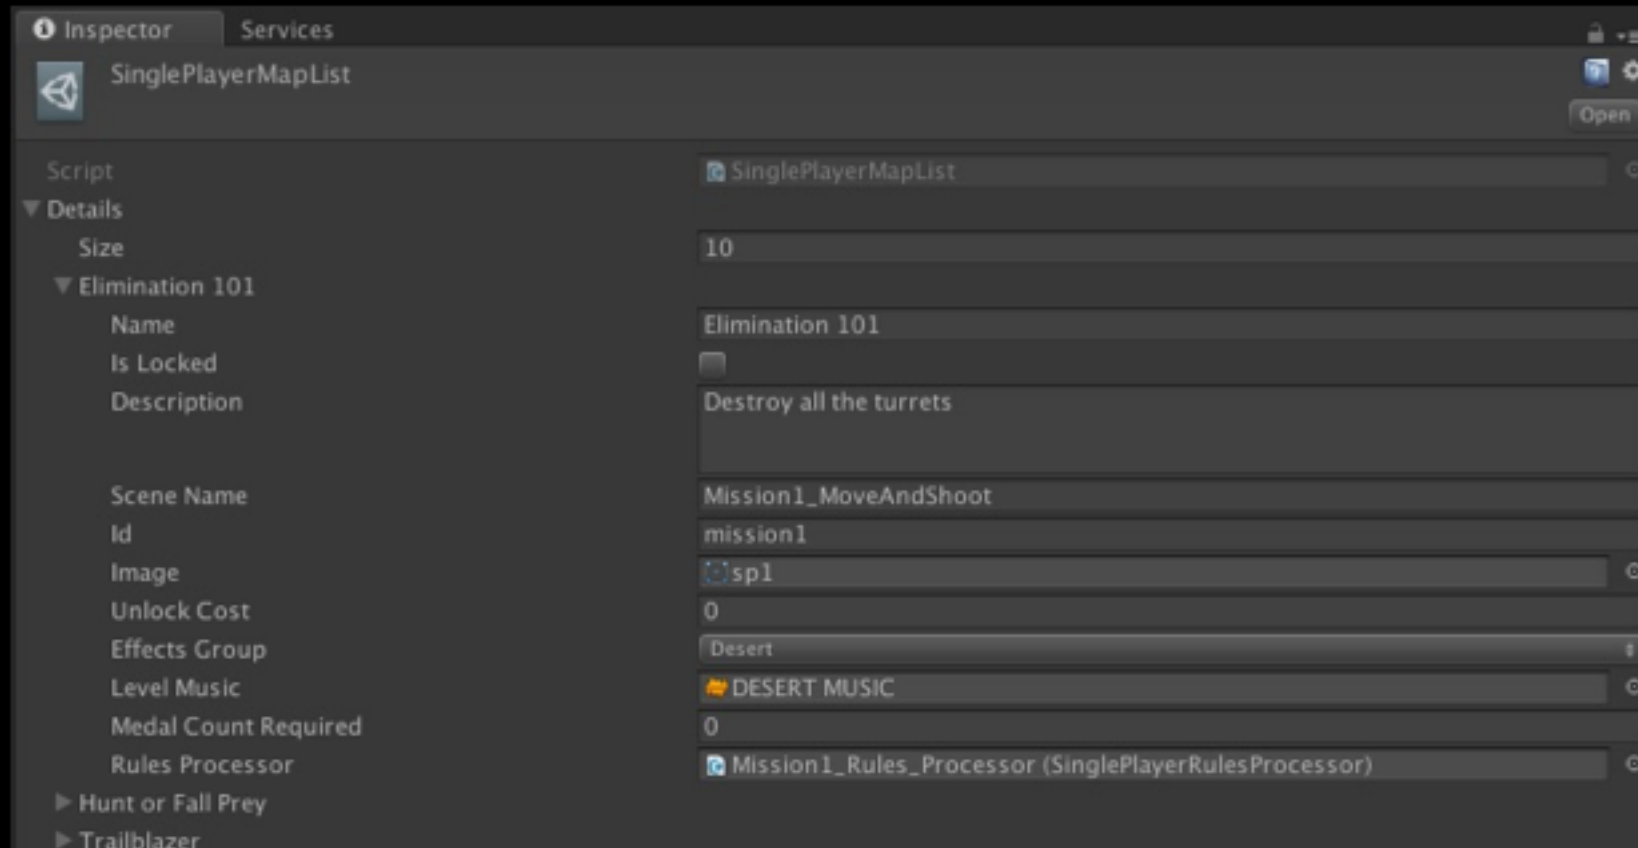 Inspector Services
SinglePlayerMapList
Open
Script SinglePlayerMapList
Details
Size 10
Elimination 101
Name Elimination 101
Is Locked
Description Destroy all the turrets
Scene Name Mission1_MoveAndShoot
Id mission1
Image sp1
Unlock Cost 0
Effects Group Desert
Level Music DESERT MUSIC
Medal Count Required 0
Rules Processor Mission1_Rules_Processor (SinglePlayerRulesProcessor)
Hunt or Fall Prey
Trailblazer